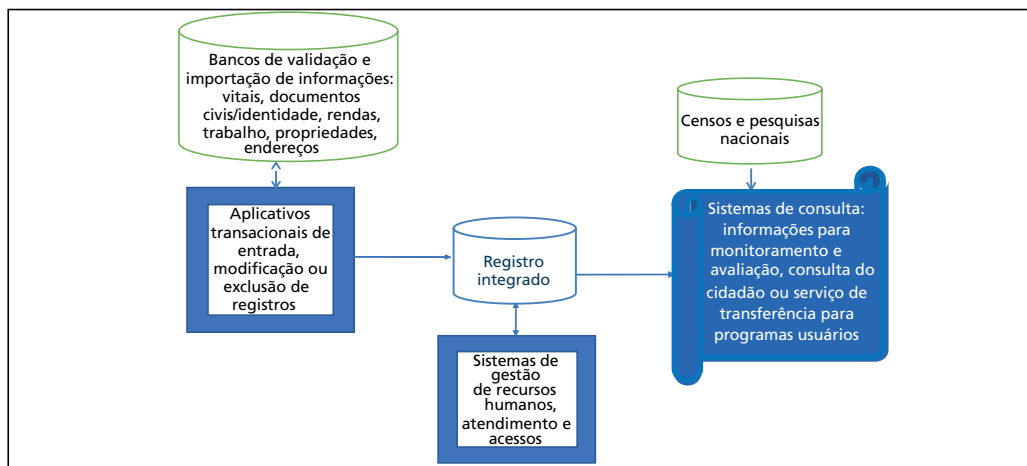 Bancos de validação e
importação de informações:
vitais, documentos
civis/identidade, rendas,
trabalho, propriedades,
endereços
Censos e pesquisas
nacionais
Aplicativos
transacionais de
entrada,
modificação ou
exclusão de
registros
Registro
integrado
Sistemas de consulta:
informações para
monitoramento e
avaliação, consulta do
cidadão ou serviço de
transferência para
programas usuários
Sistemas de
gestão
de recursos
humanos,
atendimento e
acessos